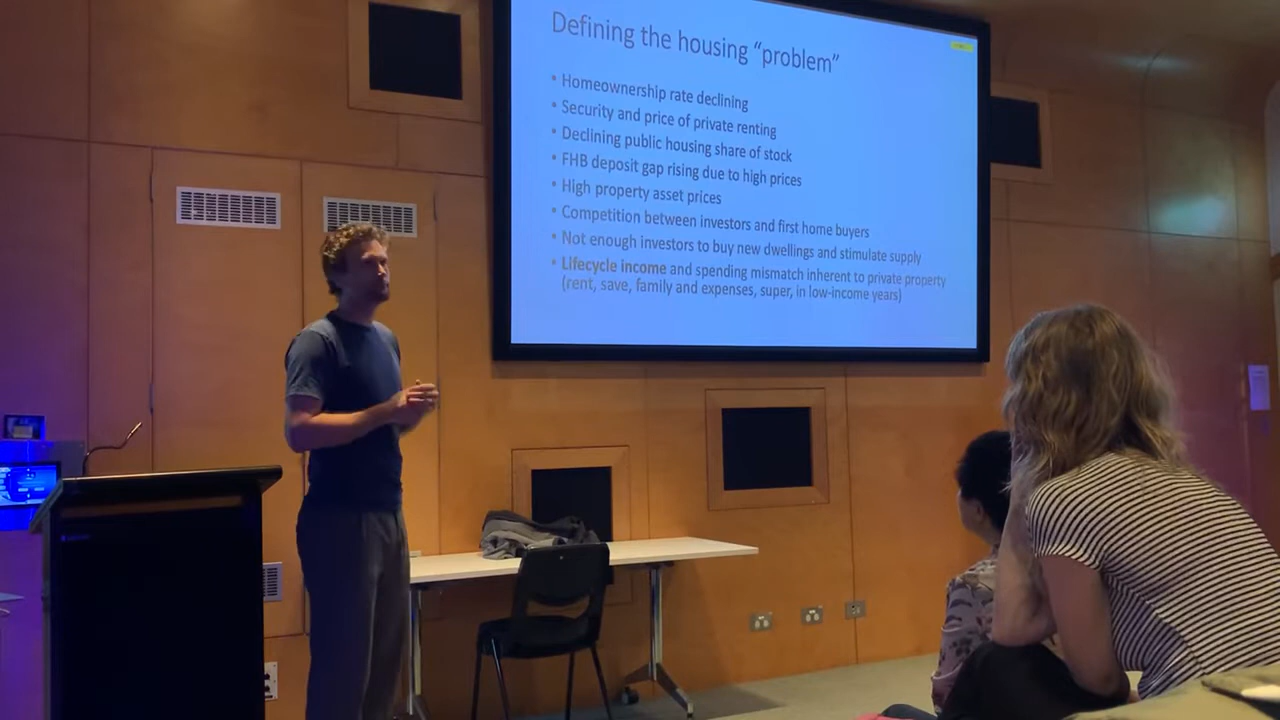 Defining the housing “problem”
• Homeownership rate declining
• Security and price of private renting
• Declining public housing share of stock
• FHB deposit gap rising due to high prices
• High property asset prices
• Competition between investors and first home buyers
• Not enough investors to buy new dwellings and stimulate supply
• Lifecycle income and spending mismatch inherent to private property
(rent, save, family and expenses, super, in low-income years)